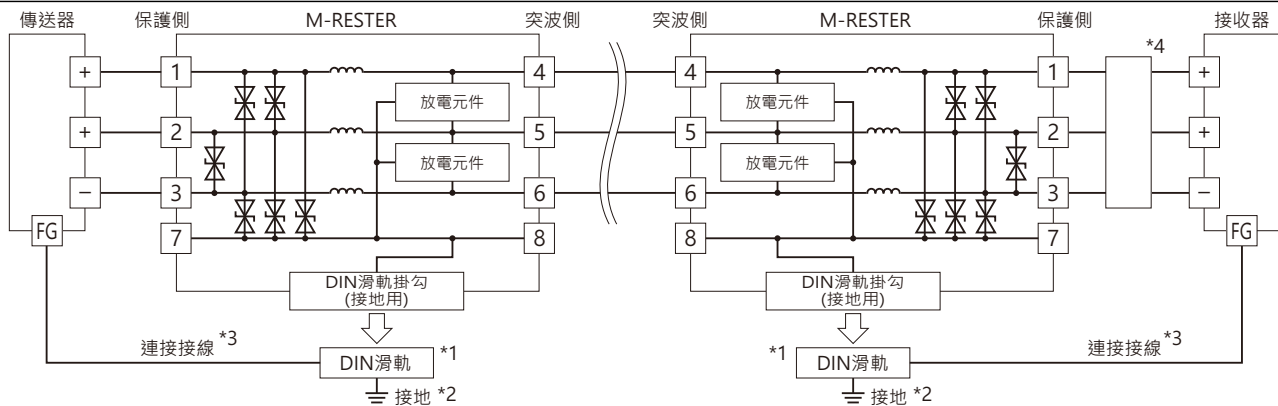 傳送器 保護側 M-RESTER 突波側 突波側 M-RESTER 保護側 接收器
*4
+ 1 4 4 1 +
放電元件 放電元件
+ 2 5 5 2 +
放電元件 放電元件
− 3 6 6 3 −
FG 7 8 8 7 FG
DIN滑軌掛勾 DIN滑軌掛勾
(接地用) (接地用)
連接接線 *3 DIN滑軌 *1 *1 DIN滑軌 連接接線 *3
接地 *2 接地 *2